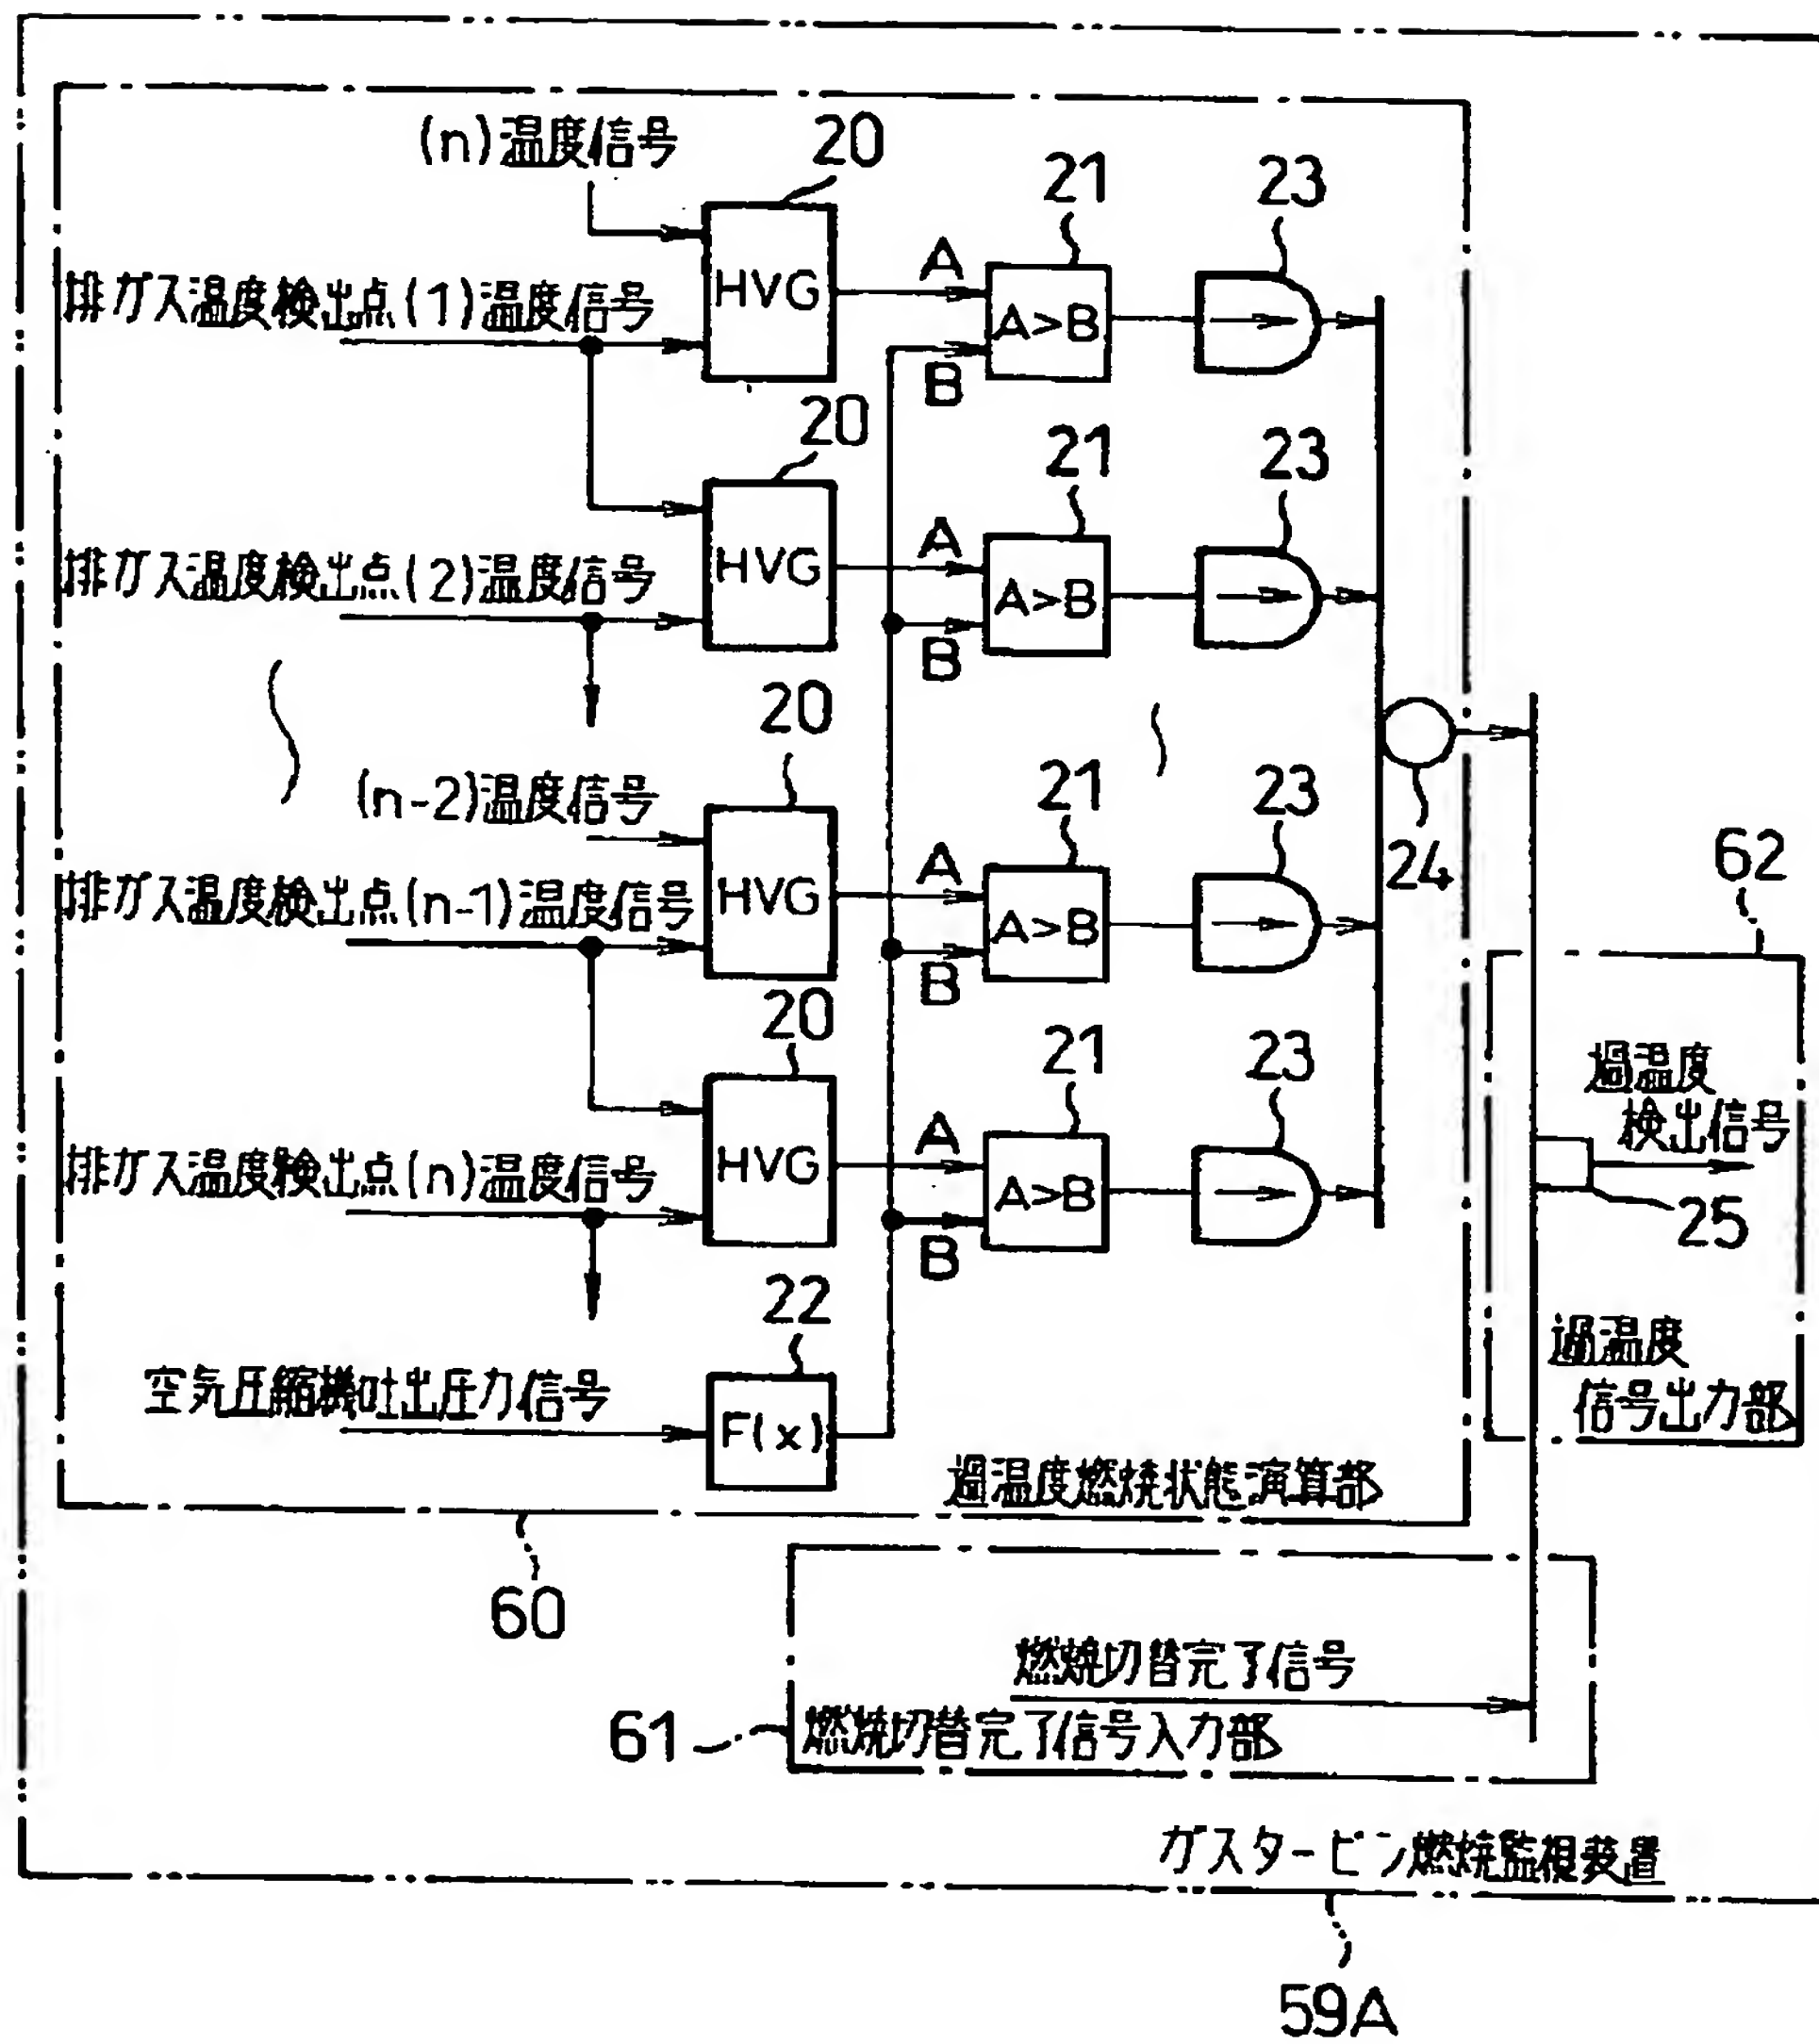 (n)温度信号
20
21
23
排ガス温度検出点(1)温度信号
HVG
A
A>B
B
20
21
23
排ガス温度検出点(2)温度信号
HVG
A
A>B
B
20
21
23
24
(n-2)温度信号
排ガス温度検出点(n-1)温度信号
HVG
A
A>B
B
62
20
21
23
過温度
検出信号
25
排ガス温度検出点(n)温度信号
HVG
A
A>B
B
22
過温度
信号出力部
空気圧縮機吐出圧力信号
F(x)
過温度燃焼状態演算部
60
燃焼切替完了信号
61
燃焼切替完了信号入力部
ガスタービン燃焼監視装置
59A